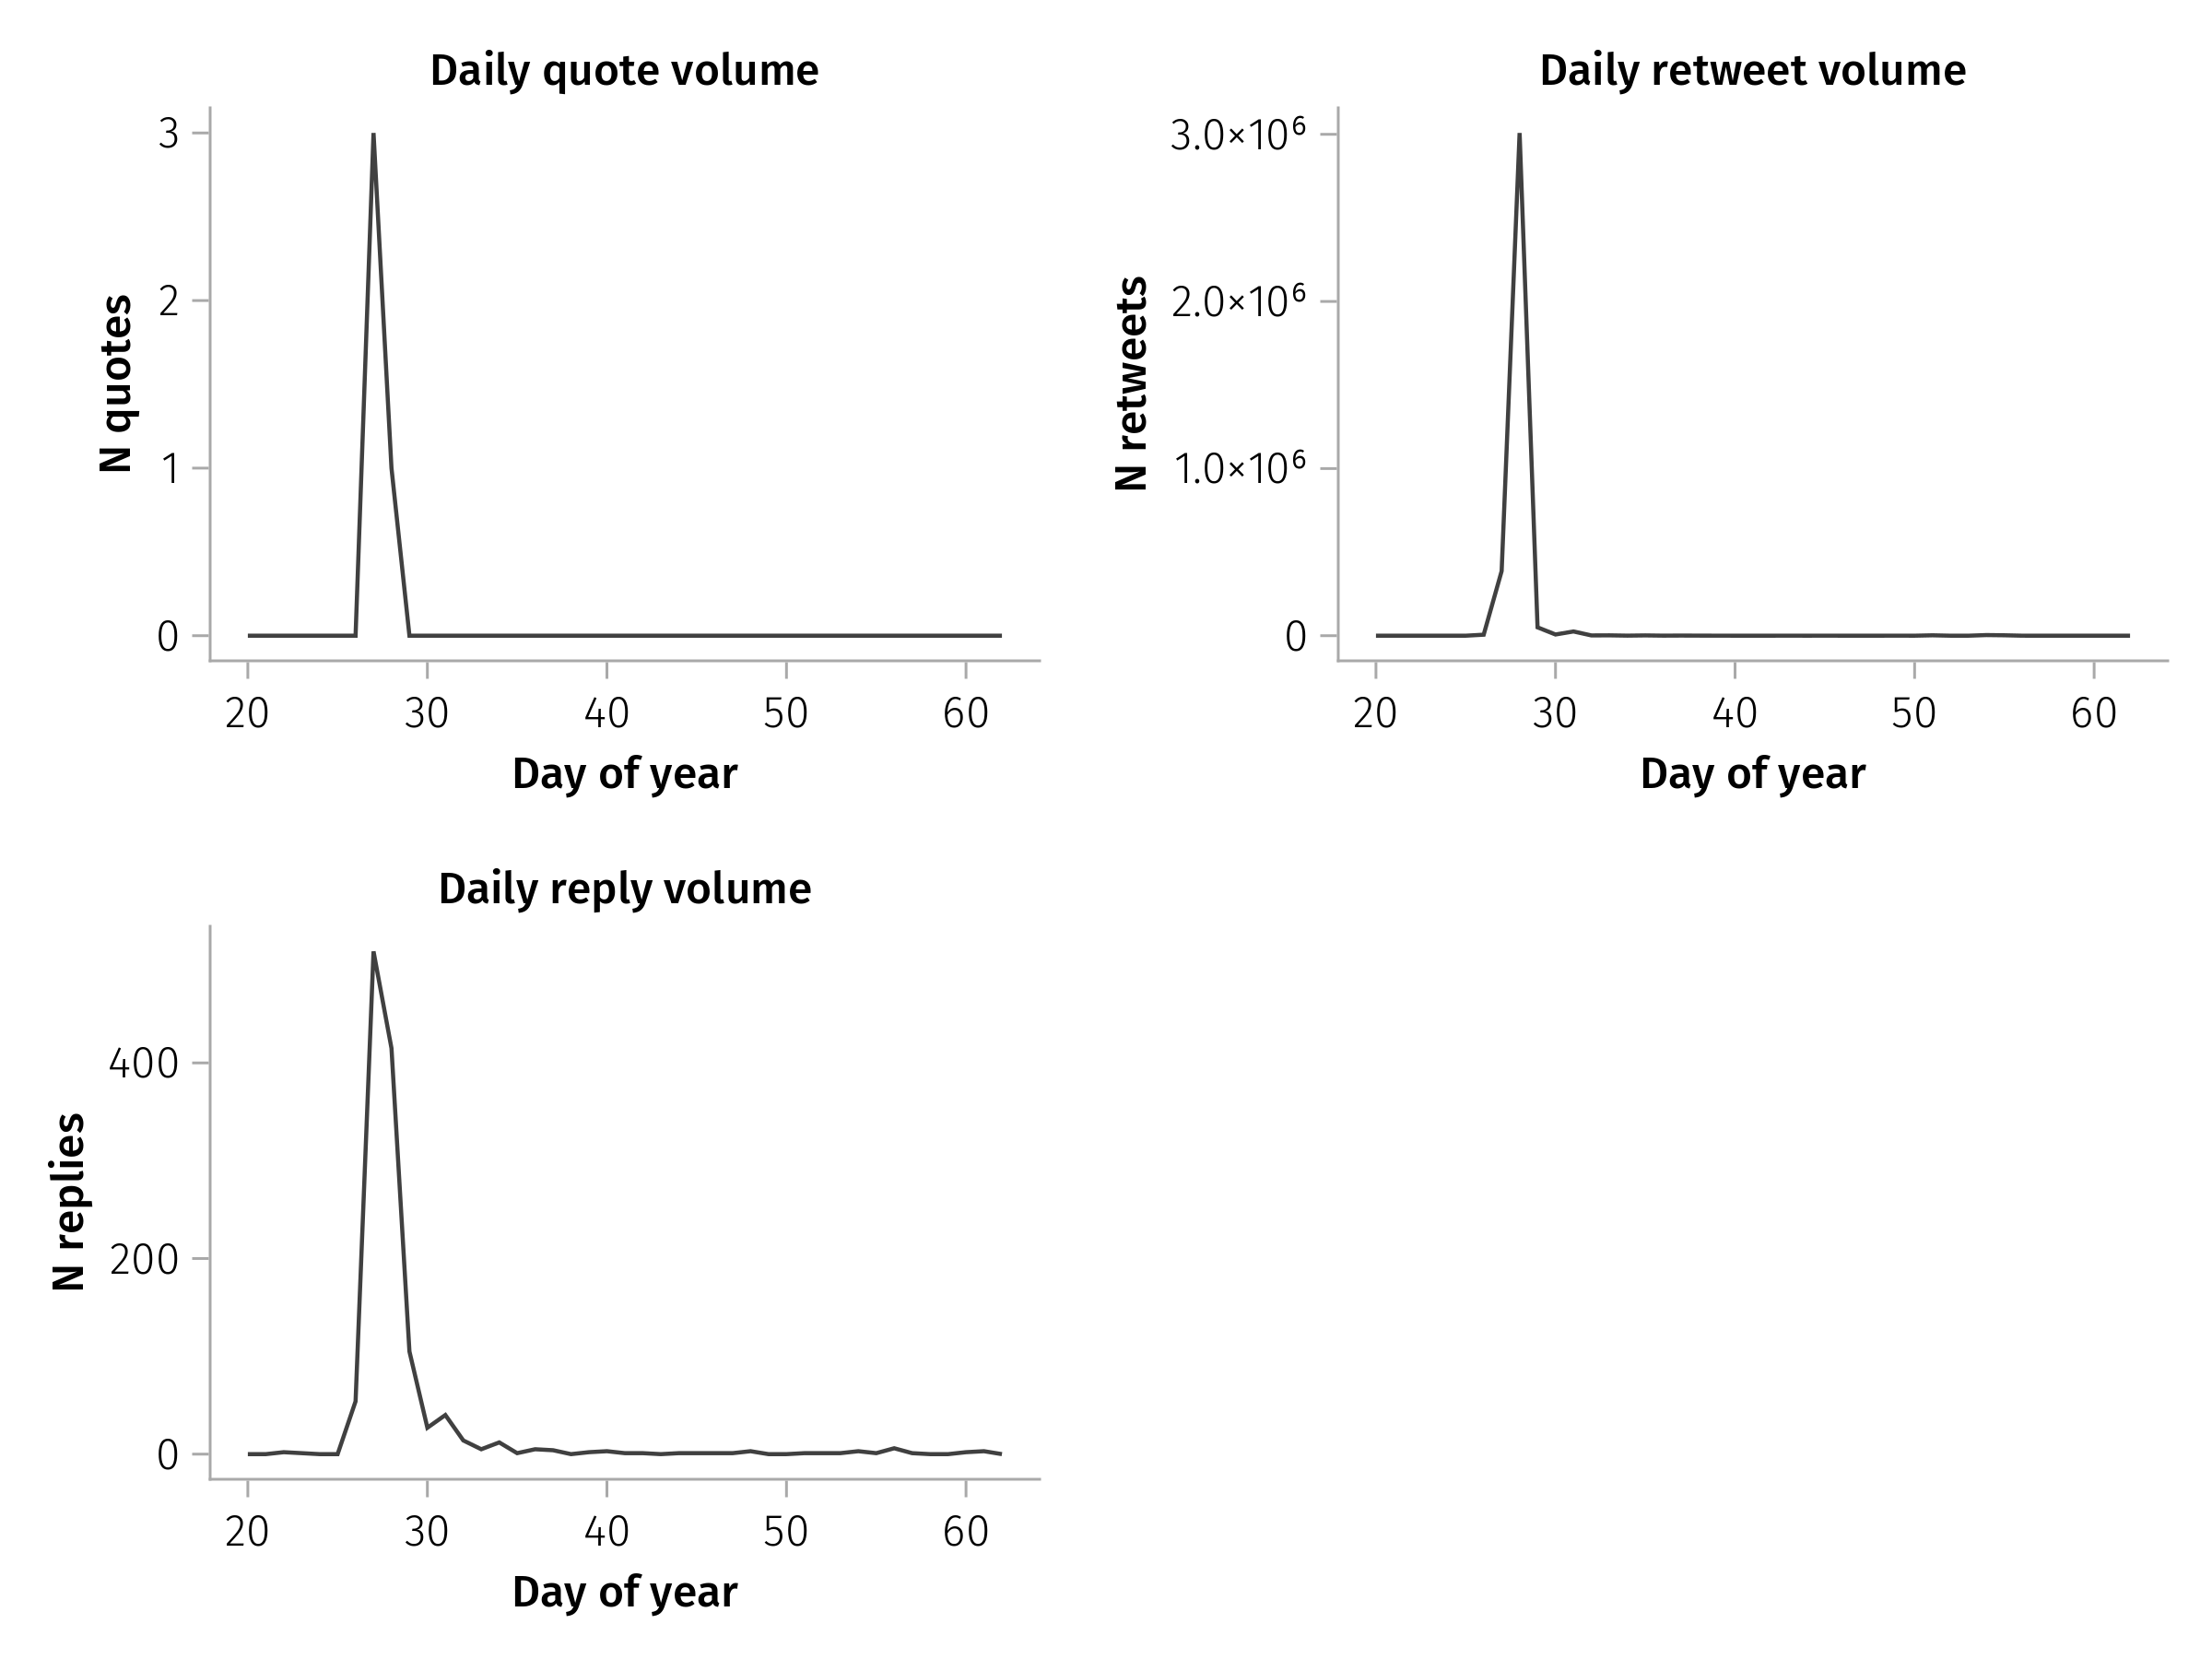 Daily quote volume
N quotes
3
2
1
0
20 30 40 50 60
Day of year
Daily retweet volume
N retweets
3.0×10⁶
2.0×10⁶
1.0×10⁶
0
20 30 40 50 60
Day of year
Daily reply volume
N replies
400
200
0
20 30 40 50 60
Day of year